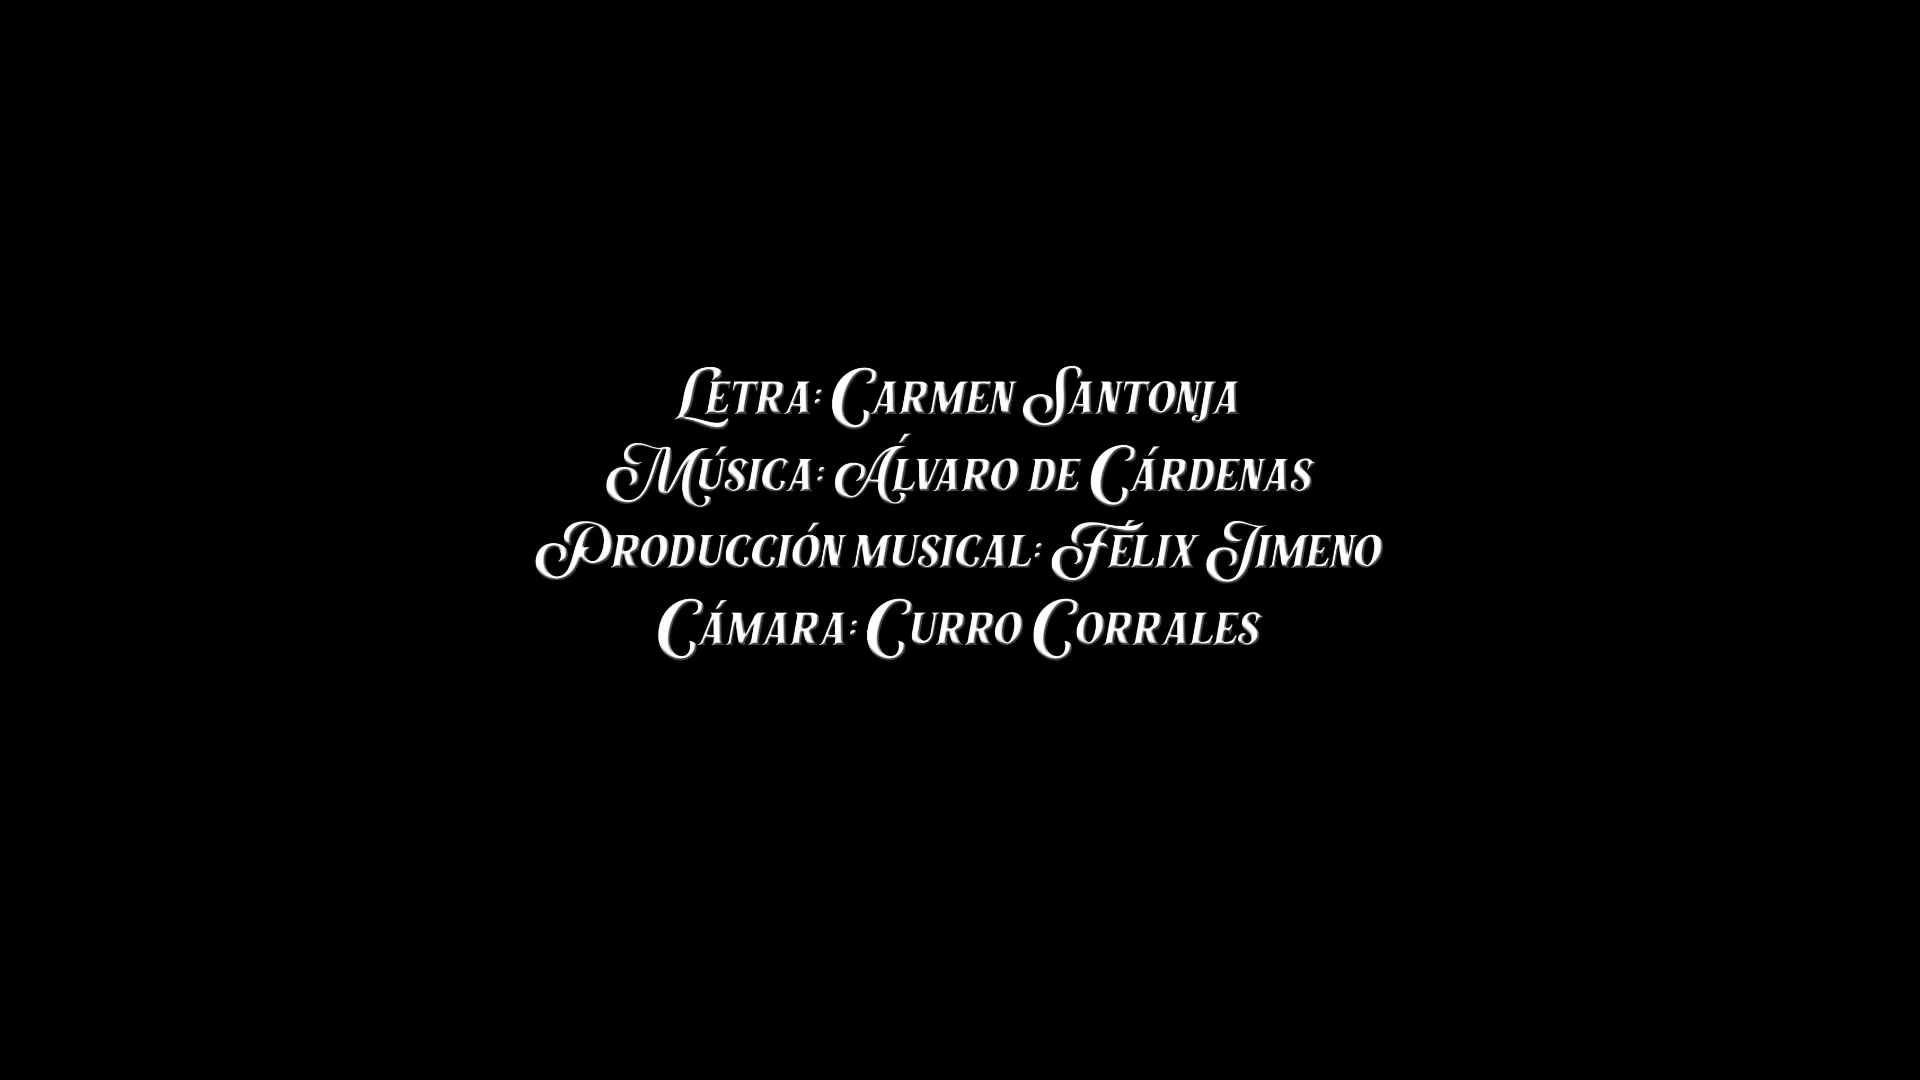 Letra: Carmen Santonja
Música: Álvaro de Cárdenas
Producción musical: Félix Jimeno
Cámara: Curro Corrales